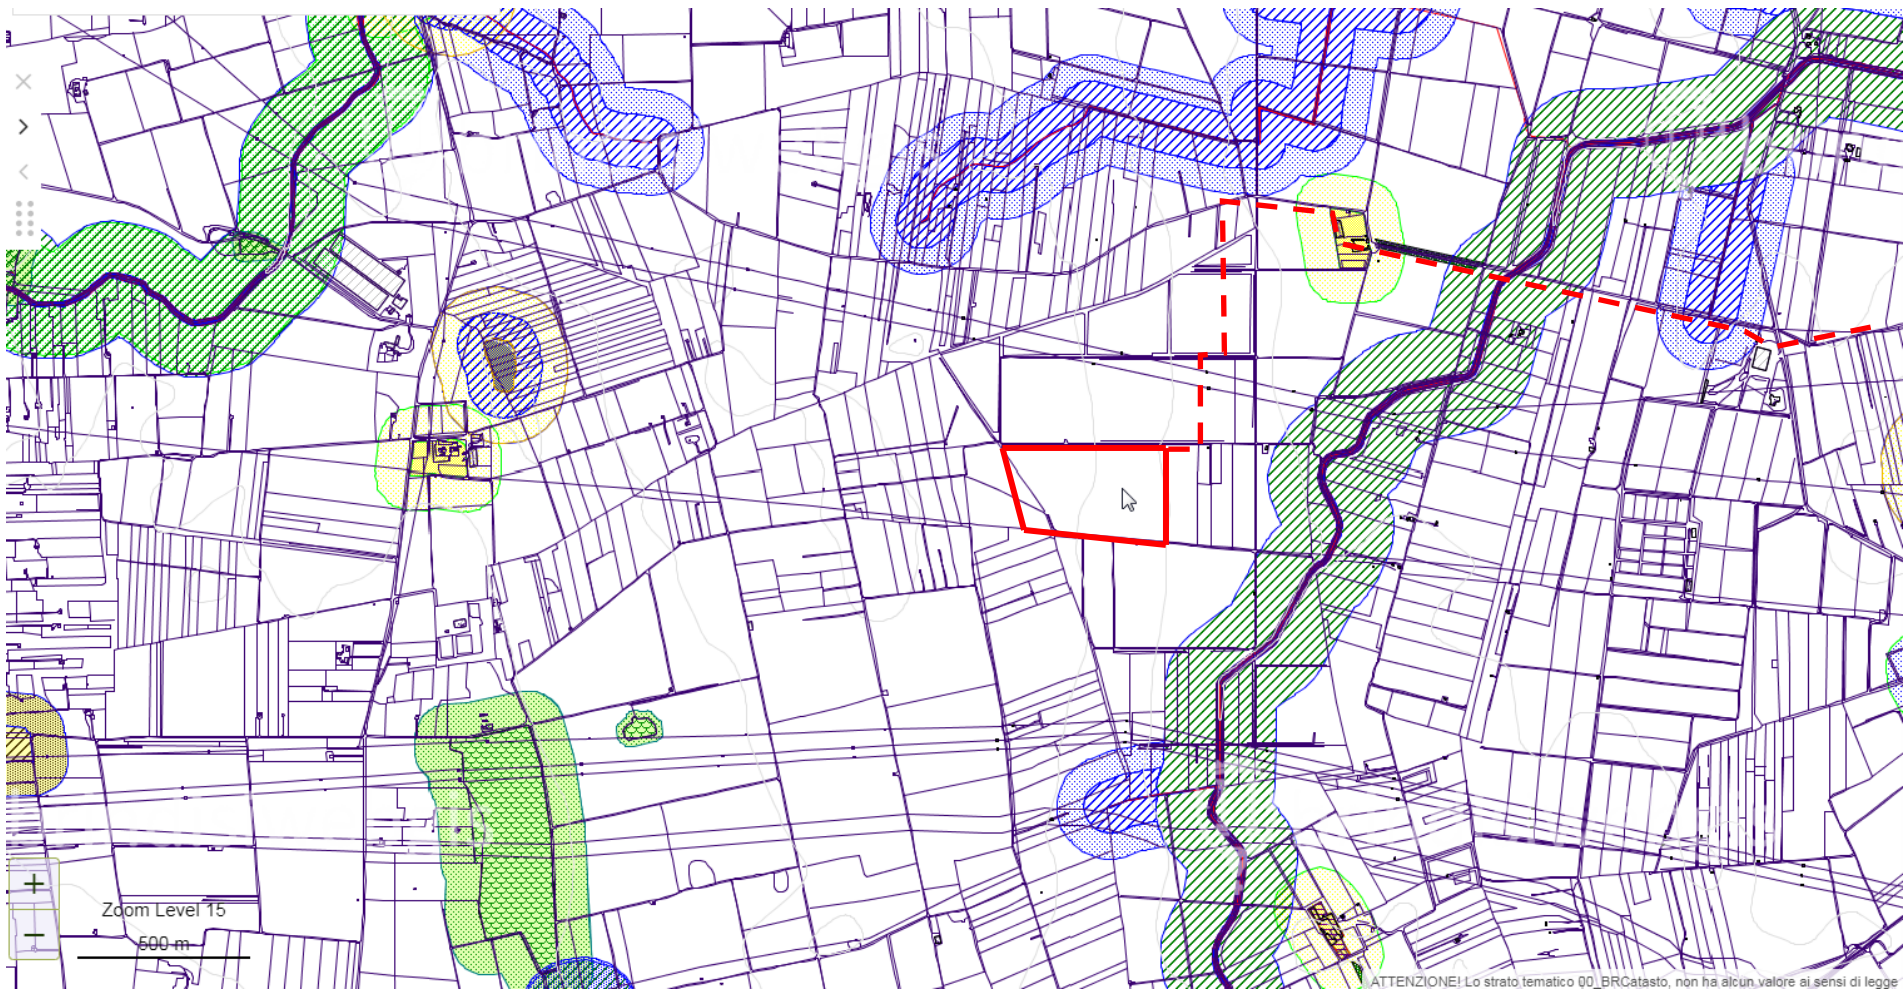 Zoom Level 15
500 m
ATTENZIONE! Lo strato tematico 00_BRCatasto, non ha alcun valore ai sensi di legge